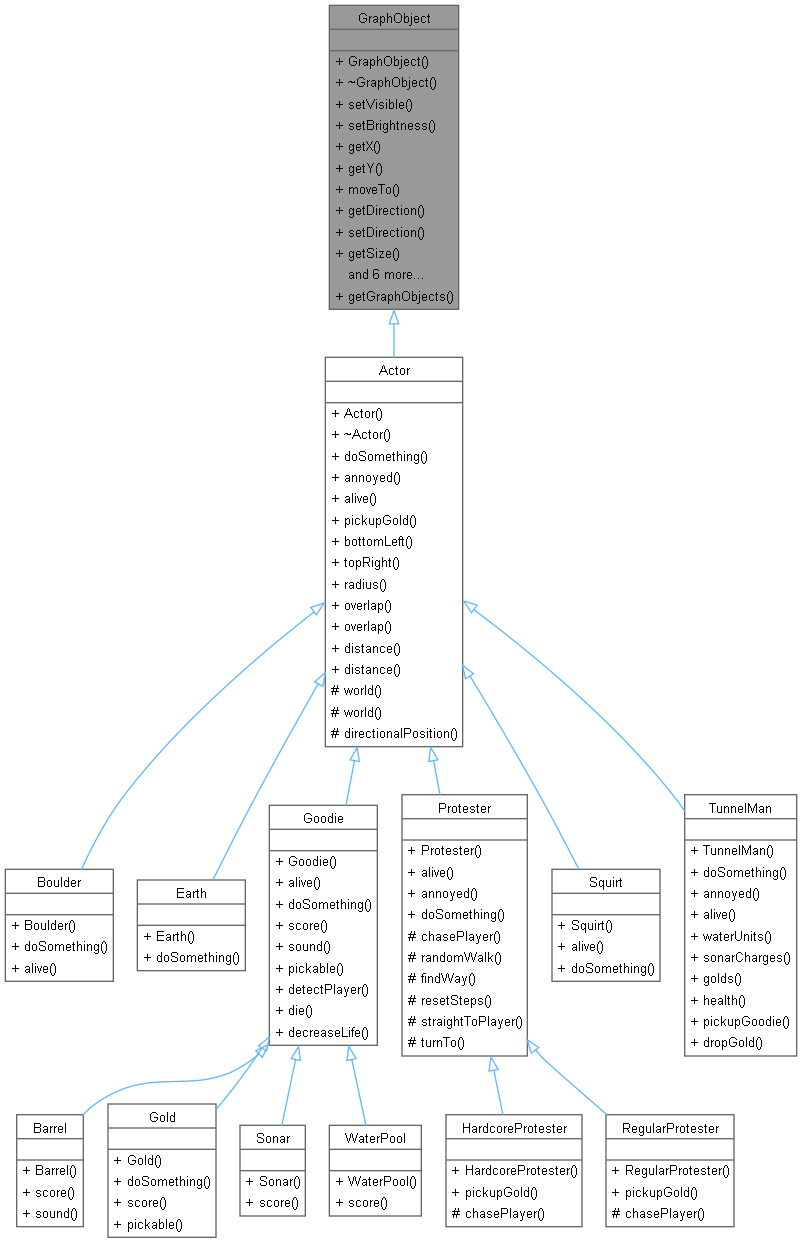 GraphObject
+ GraphObject()
+ ~GraphObject()
+ setVisible()
+ setBrightness()
+ getX()
+ getY()
+ moveTo()
+ getDirection()
+ setDirection()
+ getSize()
and 6 more...
+ getGraphObjects()
Actor
+ Actor()
+ ~Actor()
+ doSomething()
+ annoyed()
+ alive()
+ pickupGold()
+ bottomLeft()
+ topRight()
+ radius()
+ overlap()
+ overlap()
+ distance()
+ distance()
# world()
# world()
# directionalPosition()
Boulder
+ Boulder()
+ doSomething()
+ alive()
Earth
+ Earth()
+ doSomething()
Goodie
+ Goodie()
+ alive()
+ doSomething()
+ score()
+ sound()
+ pickable()
+ detectPlayer()
+ die()
+ decreaseLife()
Protester
+ Protester()
+ alive()
+ annoyed()
+ doSomething()
# chasePlayer()
# randomWalk()
# findWay()
# resetSteps()
# straightToPlayer()
# turnTo()
Squirt
+ Squirt()
+ alive()
+ doSomething()
TunnelMan
+ TunnelMan()
+ doSomething()
+ annoyed()
+ alive()
+ waterUnits()
+ sonarCharges()
+ golds()
+ health()
+ pickupGoodie()
+ dropGold()
Barrel
+ Barrel()
+ score()
+ sound()
Gold
+ Gold()
+ doSomething()
+ score()
+ pickable()
Sonar
+ Sonar()
+ score()
WaterPool
+ WaterPool()
+ score()
HardcoreProtester
+ HardcoreProtester()
+ pickupGold()
# chasePlayer()
RegularProtester
+ RegularProtester()
+ pickupGold()
# chasePlayer()